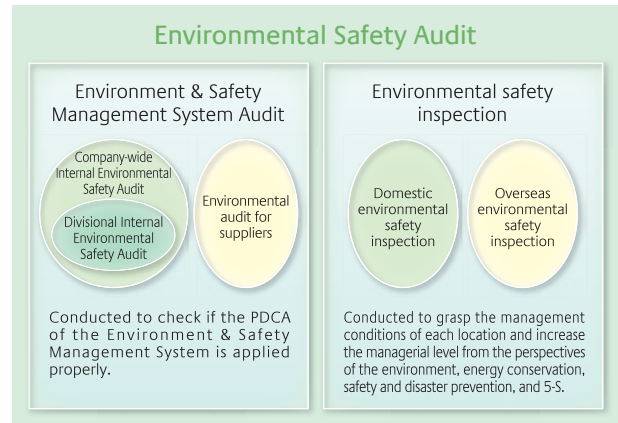 Environmental Safety Audit
Environment & Safety
Management System Audit
Company-wide
Internal Environmental
Safety Audit
Divisional Internal
Environmental
Safety Audit
Environmental
audit for
suppliers
Conducted to check if the PDCA
of the Environment & Safety
Management System is applied
properly.
Environmental safety
inspection
Domestic
environmental
safety
inspection
Overseas
environmental
safety
inspection
Conducted to grasp the management
conditions of each location and increase
the managerial level from the perspectives
of the environment, energy conservation,
safety and disaster prevention, and 5-S.